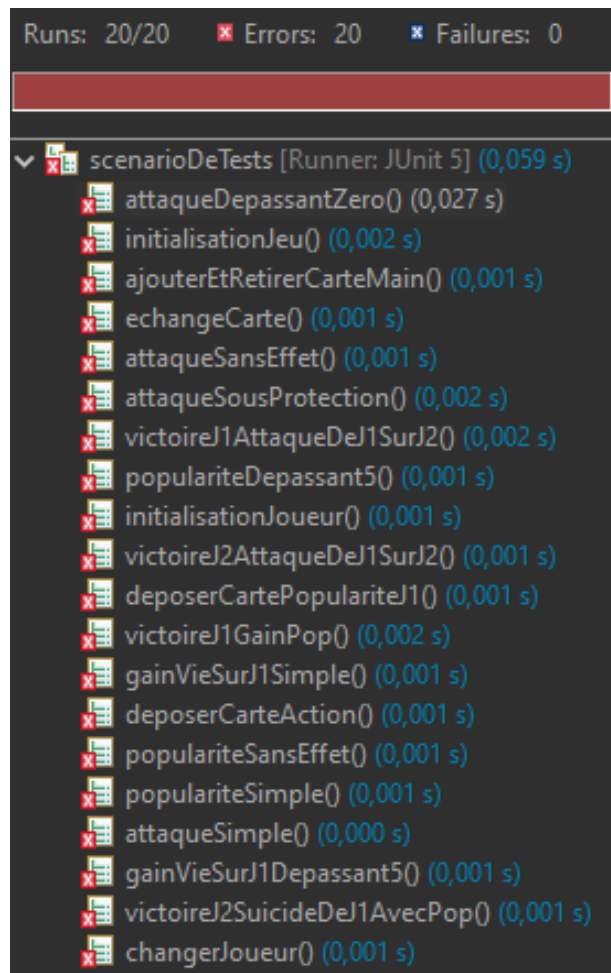 Runs: 20/20 Errors: 20 Failures: 0
scenarioDeTests [Runner: JUnit 5] (0,059 s)
attaqueDepassantZero() (0,027 s)
initialisationJeu() (0,002 s)
ajouterEtRetirerCarteMain() (0,001 s)
echangeCarte() (0,001 s)
attaqueSansEffet() (0,001 s)
attaqueSousProtection() (0,002 s)
victoireJ1AttaqueDeJ1SurJ2() (0,002 s)
populariteDepassant5() (0,001 s)
initialisationJoueur() (0,001 s)
victoireJ2AttaqueDeJ1SurJ2() (0,001 s)
deposerCartePopulariteJ1() (0,001 s)
victoireJ1GainPop() (0,002 s)
gainVieSurJ1Simple() (0,001 s)
deposerCarteAction() (0,001 s)
populariteSansEffet() (0,001 s)
populariteSimple() (0,001 s)
attaqueSimple() (0,000 s)
gainVieSurJ1Depassant5() (0,001 s)
victoireJ2SuicideDeJ1AvecPop() (0,001 s)
changerJoueur() (0,001 s)